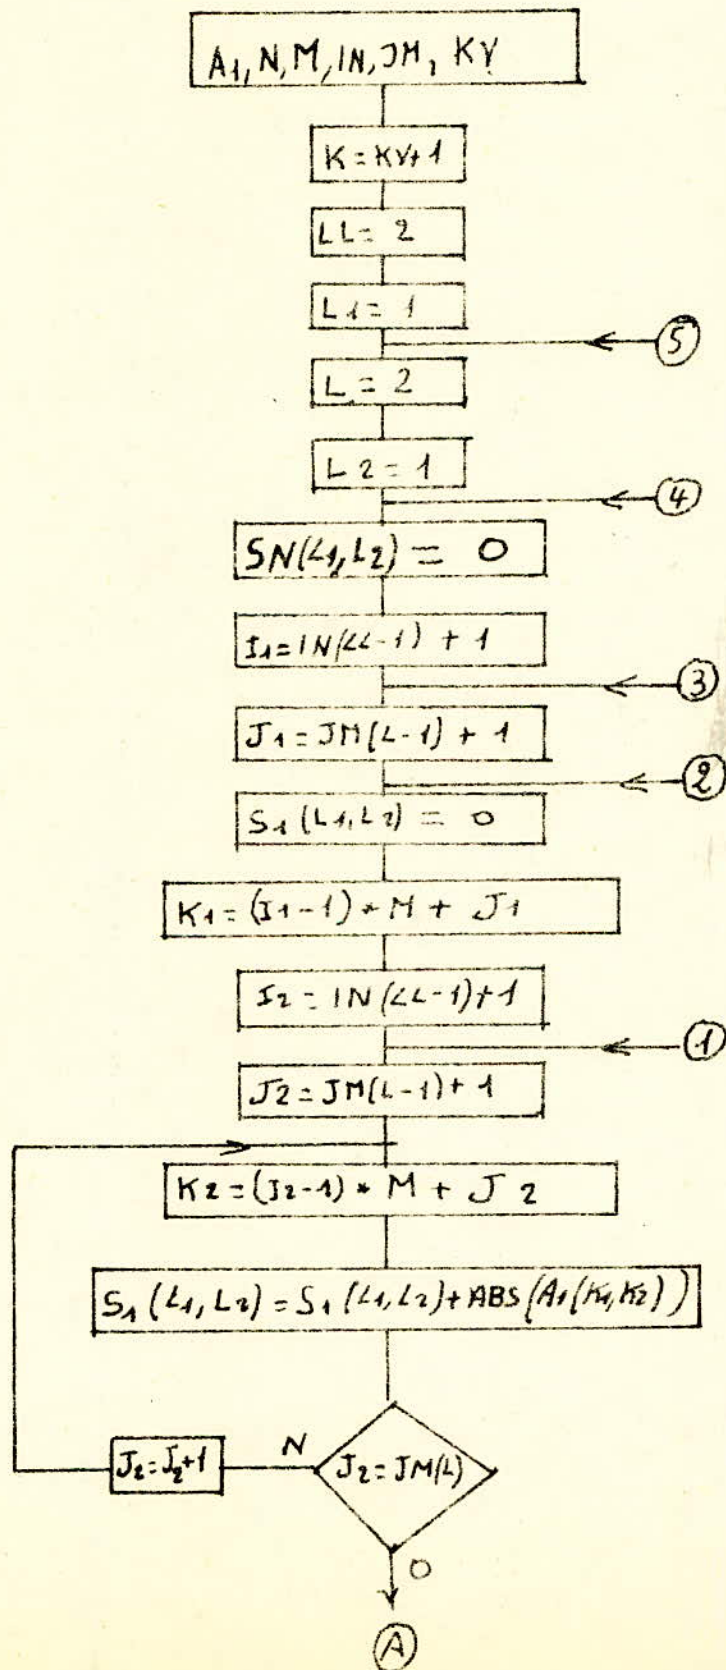 A1, N, M, IN, JM, KV
K = KV+1
LL = 2
L1 = 1
5
L = 2
L2 = 1
4
SN(L1, L2) = 0
I1 = IN(LL-1) + 1
3
J1 = JM(L-1) + 1
2
S1 (L1, L2) = 0
K1 = (I1-1) * M + J1
I2 = IN(LL-1)+1
1
J2 = JM(L-1)+1
K2 = (I2-1) * M + J2
S1 (L1, L2) = S1 (L1, L2) + ABS(A1(K1, K2))
J2 = J2+1
N
J2 = JM(L)
O
A